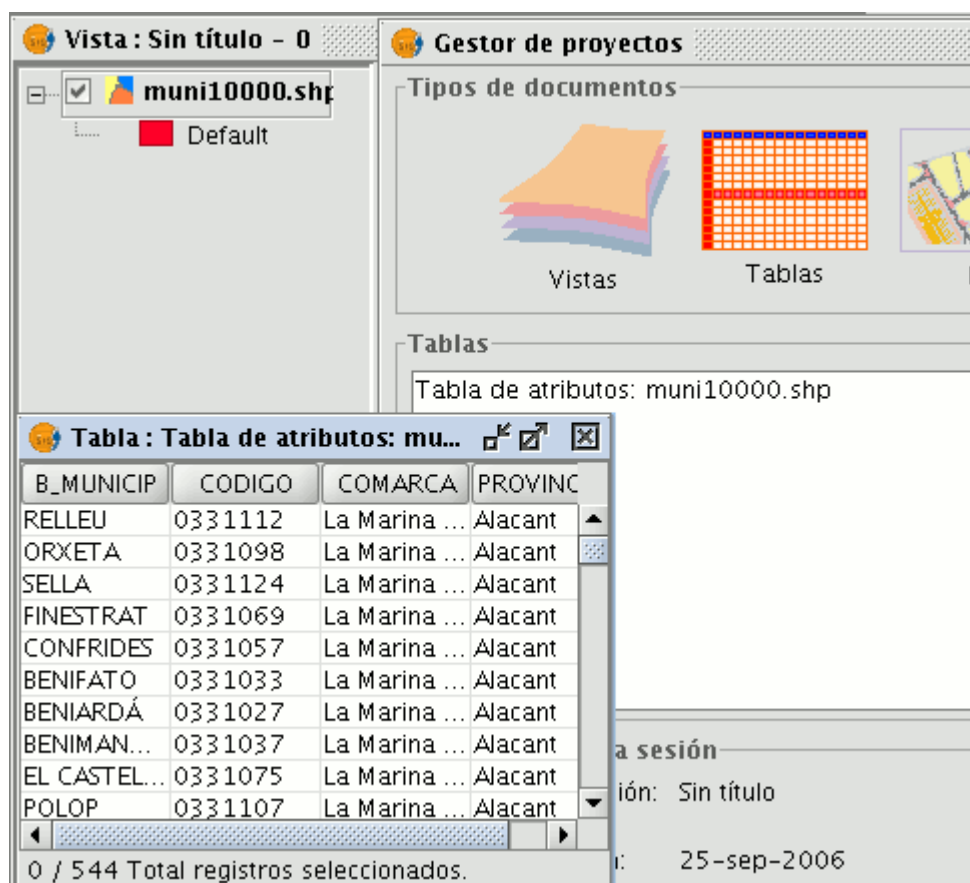 Vista : Sin título - 0
muni10000.shp
Default
Gestor de proyectos
Tipos de documentos
Vistas
Tablas
Tablas
Tabla de atributos: muni10000.shp
Tabla : Tabla de atributos: mu...
B_MUNICIP CODIGO COMARCA PROVINC
RELLEU 0331112 La Marina ... Alacant
ORXETA 0331098 La Marina ... Alacant
SELLA 0331124 La Marina ... Alacant
FINESTRAT 0331069 La Marina ... Alacant
CONFRIDES 0331057 La Marina ... Alacant
BENIFATO 0331033 La Marina ... Alacant
BENIARDÁ 0331027 La Marina ... Alacant
BENIMAN... 0331037 La Marina ... Alacant
EL CASTEL... 0331075 La Marina ... Alacant
POLOP 0331107 La Marina ... Alacant
0 / 544 Total registros seleccionados.
a sesión
ión: Sin título
25-sep-2006